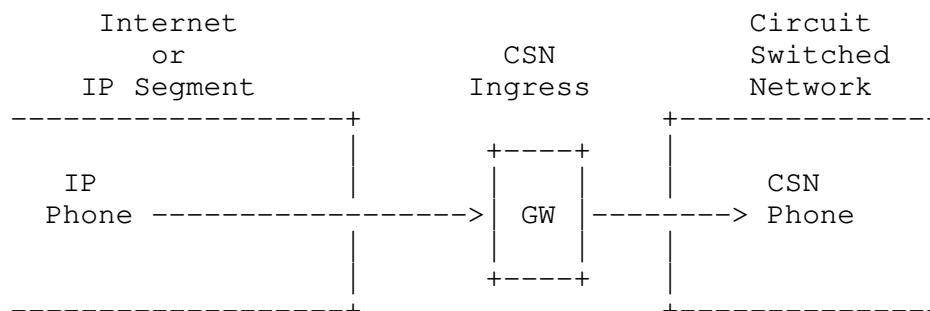 Internet Circuit
or CSN Switched
IP Segment Ingress Network
IP CSN
Phone GW Phone